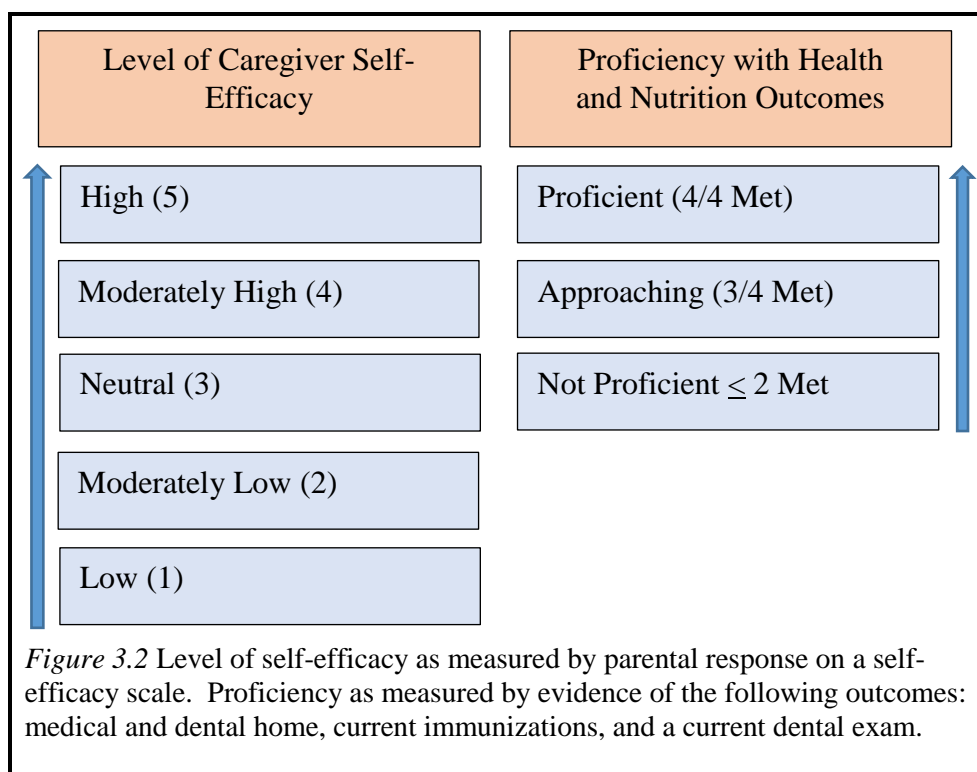 Level of Caregiver Self-
Efficacy
High (5)
Moderately High (4)
Neutral (3)
Moderately Low (2)
Low (1)
Proficiency with Health
and Nutrition Outcomes
Proficient (4/4 Met)
Approaching (3/4 Met)
Not Proficient ≤ 2 Met
Figure 3.2 Level of self-efficacy as measured by parental response on a self-
efficacy scale.  Proficiency as measured by evidence of the following outcomes:
medical and dental home, current immunizations, and a current dental exam.